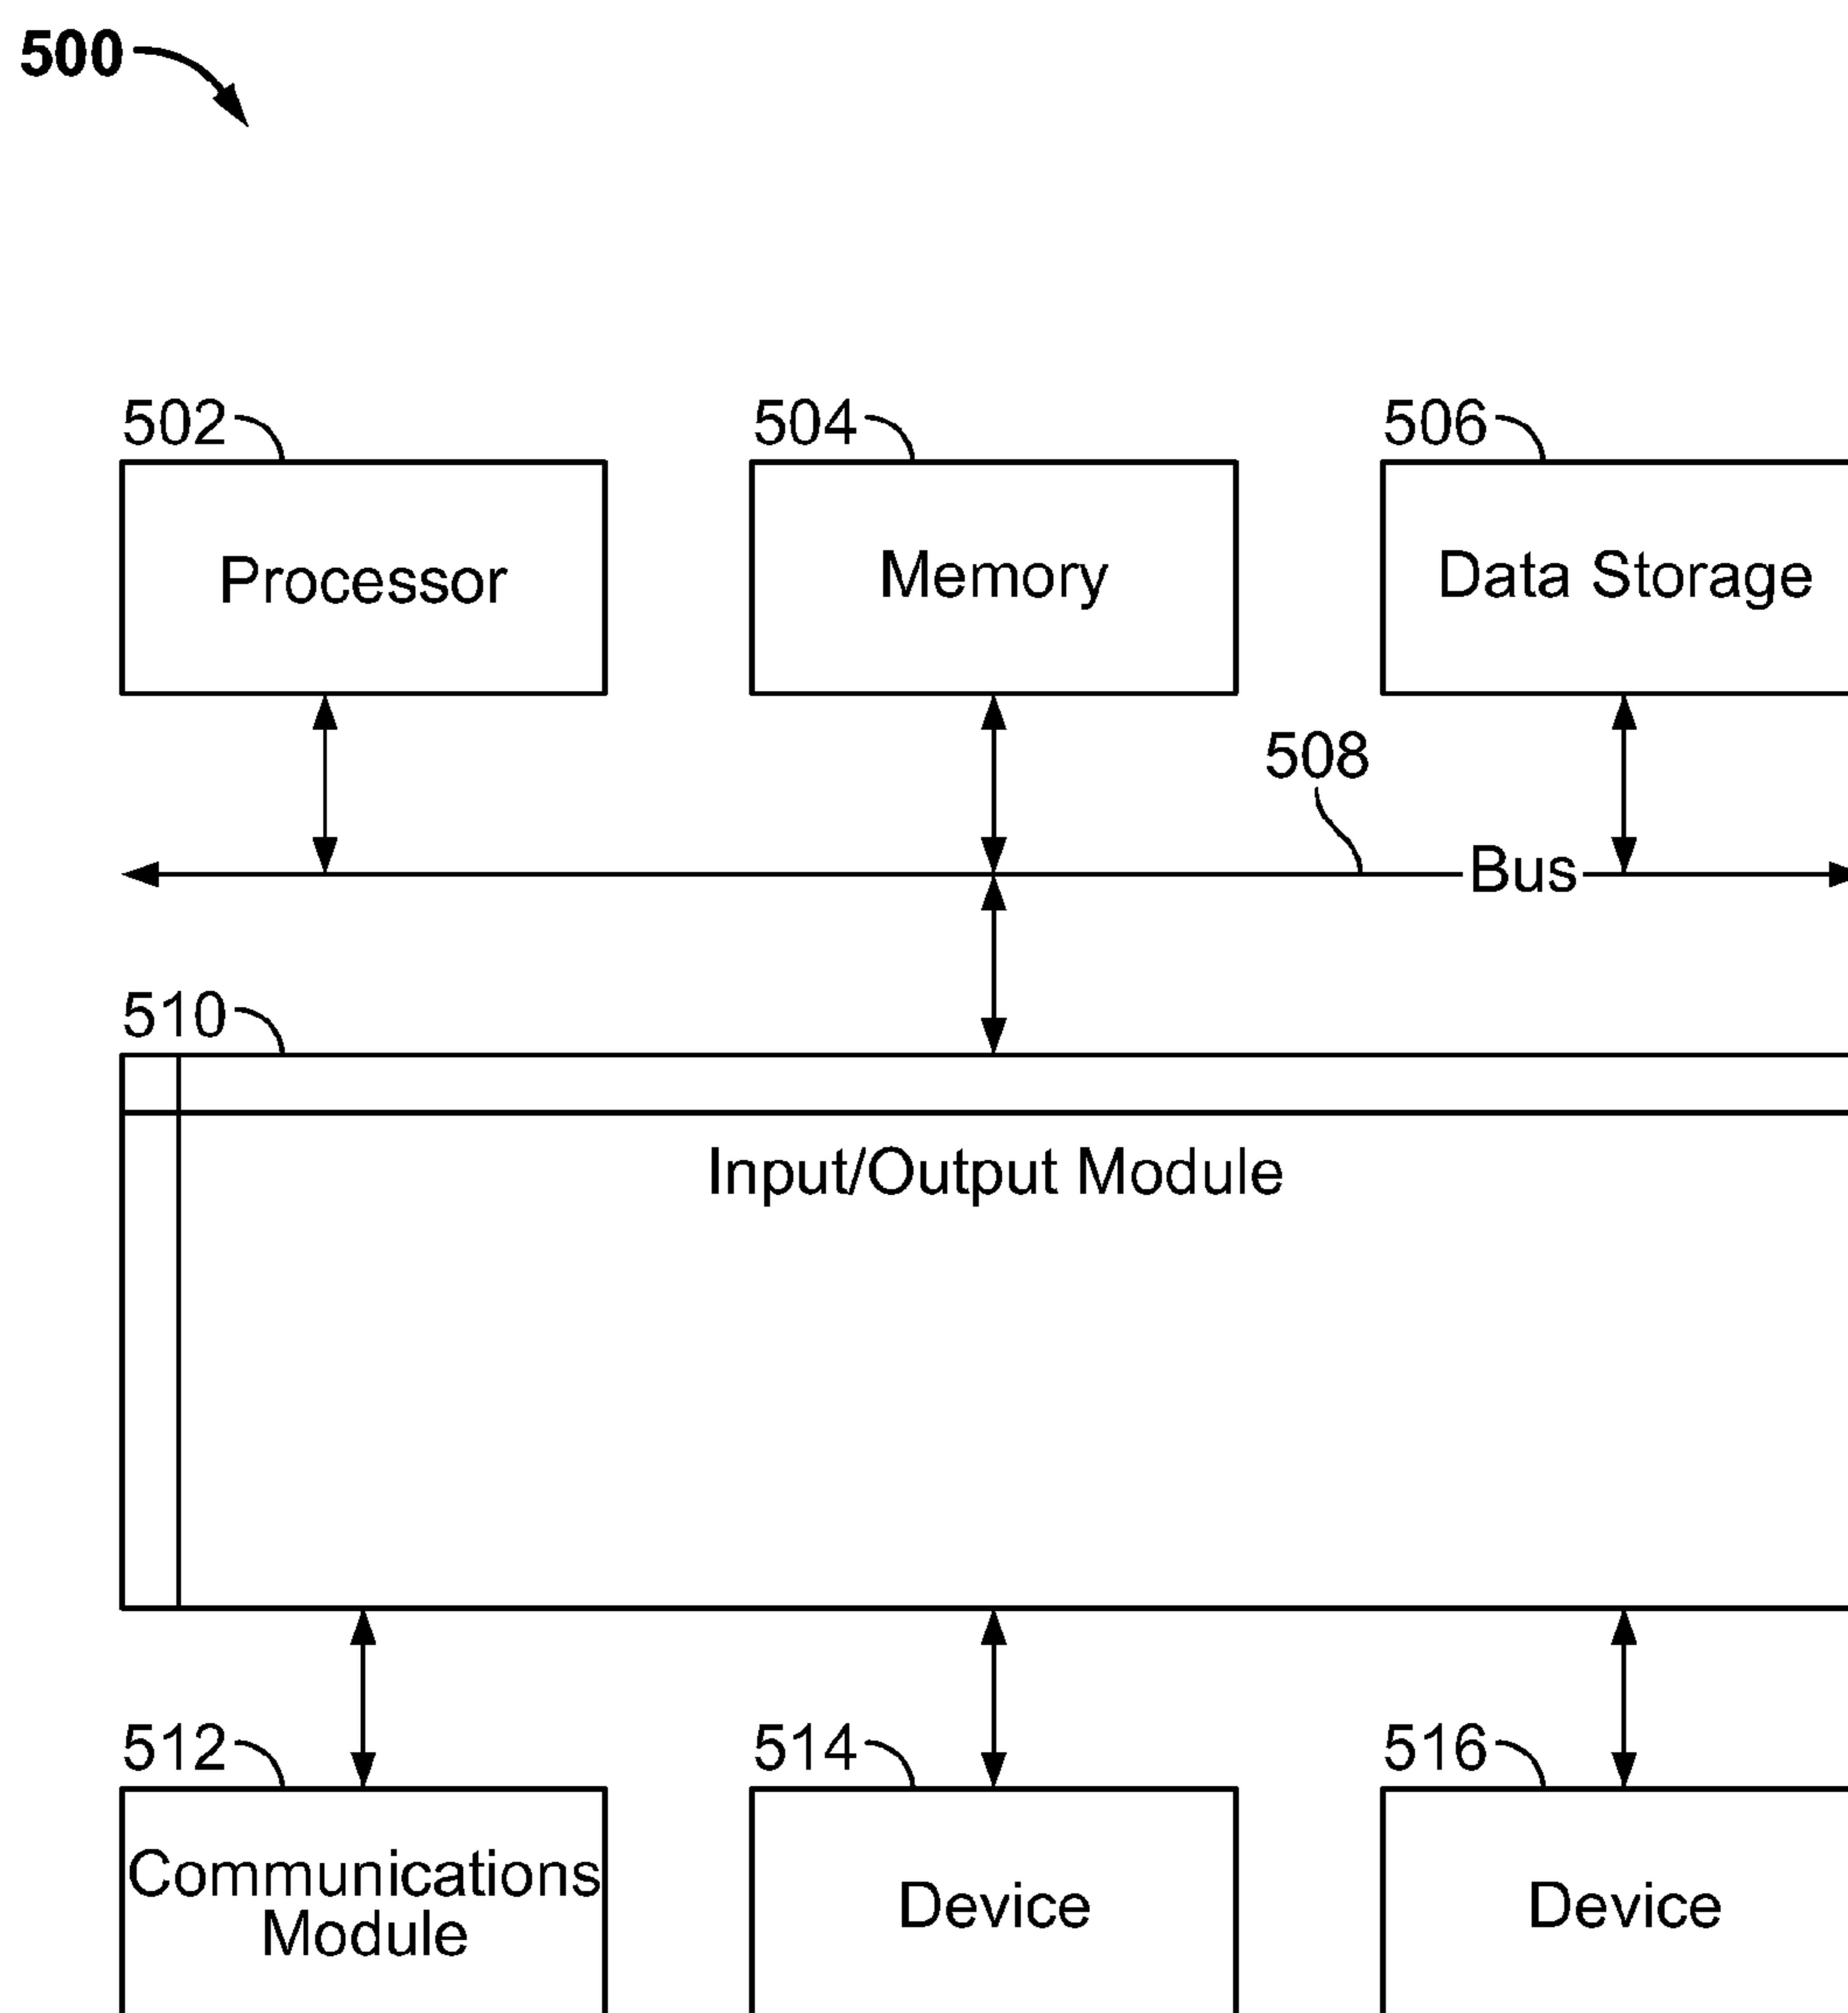 500
502
504
506
Processor
Memory
Data Storage
508
Bus
510
Input/Output Module
512
514
516
Communications
Module
Device
Device